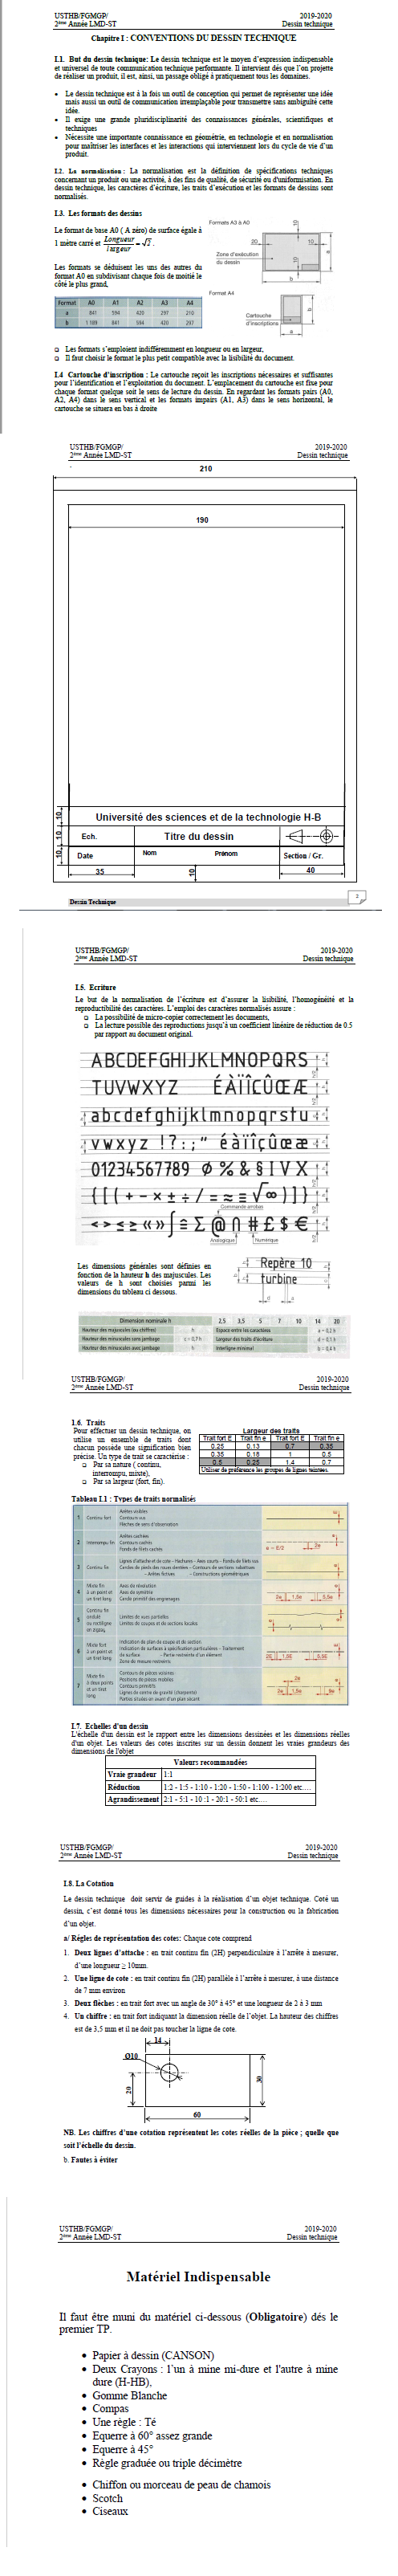 USTHB/FGMGP/ 2019-2020
2ème Année LMD-ST Dessin technique
Chapitre I : CONVENTIONS DU DESSIN TECHNIQUE
I.1. But du dessin technique: Le dessin technique est le moyen d'expression indispensable
et universel de toute communication technique performante. Il intervient dés que l'on projette
de réaliser un produit, il est, ainsi, un passage obligé à pratiquement tous les domaines.
• Le dessin technique est à la fois un outil de conception qui permet de représenter une idée
mais aussi un outil de communication irremplaçable pour transmettre sans ambiguïté cette
idée.
• Il exige une grande pluridisciplinarité des connaissances générales, scientifiques et
techniques
• Nécessite une importante connaissance en géométrie, en technologie et en normalisation
pour maîtriser les interfaces et les interactions qui interviennent lors du cycle de vie d'un
produit.
I.2. La normalisation : La normalisation est la définition de spécifications techniques
concernant un produit ou une activité, à des fins de qualité, de sécurité ou d'uniformisation. En
dessin technique, les caractères d'écriture, les traits d'exécution et les formats de dessins sont
normalisés.
I.3. Les formats des dessins
Le format de base A0 ( A zéro) de surface égale à
1 mètre carré et Longueur / largeur = √2 .
Les formats se déduisent les uns des autres du
format A0 en subdivisant chaque fois de moitié le
côté le plus grand,
Formats A3 à A0
10
20 10
Zone d'exécution
du dessin
10
a
b
Format A4
Cartouche
d'inscriptions
b
a
Format A0 A1 A2 A3 A4
a 841 594 420 297 210
b 1 189 841 594 420 297
❑ Les formats s'emploient indifféremment en longueur ou en largeur,
❑ Il faut choisir le format le plus petit compatible avec la lisibilité du document.
I.4 Cartouche d'inscription : Le cartouche reçoit les inscriptions nécessaires et suffisantes
pour l'identification et l'exploitation du document. L'emplacement du cartouche est fixe pour
chaque format quelque soit le sens de lecture du dessin. En regardant les formats pairs (A0,
A2, A4) dans le sens vertical et les formats impairs (A1, A3) dans le sens horizontal, le
cartouche se situera en bas à droite
USTHB/FGMGP/ 2019-2020
2ème Année LMD-ST Dessin technique
210
190
10
Université des sciences et de la technologie H-B
10
Ech. Titre du dessin
10
Date Nom Prénom Section / Gr.
35 10 40
Dessin Technique 2
USTHB/FGMGP/ 2019-2020
2ème Année LMD-ST Dessin technique
I.5. Ecriture
Le but de la normalisation de l'écriture est d'assurer la lisibilité, l'homogénéité et la
reproductibilité des caractères. L'emploi des caractères normalisés assure :
❑ La possibilité de micro-copier correctement les documents,
❑ La lecture possible des reproductions jusqu'à un coefficient linéaire de réduction de 0.5
par rapport au document original.
ABCDEFGHIJKLMNOPQRS
TUVWXYZ ÉÀÏÎÇÛŒÆ
abcdefghijklmnopqrstu
vwxyz !?:;" éàïîçûœæ
0123456789 Ø%&§IVX
{[(+−×±÷/=≈≡√∞)]}
<>≤≥«»∫≅Σ@∩#£$€
Commande arrobas
Analogique Numérique
Les dimensions générales sont définies en
fonction de la hauteur h des majuscules. Les
valeurs de h sont choisies parmi les
dimensions du tableau ci dessous.
Repère 10
turbine
Dimension nominale h 2,5 3,5 5 7 10 14 20
Hauteur des majuscules (ou chiffres) h Espace entre les caractères a = 0,2 h
Hauteur des minuscules sans jambage c = 0,7 h Largeur des traits d'écriture d = 0,1 h
Hauteur des minuscules avec jambage h Interligne minimal b = 1,4 h
USTHB/FGMGP/ 2019-2020
2ème Année LMD-ST Dessin technique
I.6. Traits
Pour effectuer un dessin technique, on
utilise un ensemble de traits dont
chacun possède une signification bien
précise. Un type de trait se caractérise :
❑ Par sa nature ( continu,
interrompu, mixte),
❑ Par sa largeur (fort, fin).
Largeur des traits
Trait fort E Trait fin e Trait fort E Trait fin e
0,25 0,13 0,7 0,35
0,35 0,18 1 0,5
0,5 0,25 1,4 0,7
Utiliser de préférence les groupes de lignes teintées.
Tableau I.1 : Types de traits normalisés
1 Continu fort
Arêtes visibles
Contours vus
Flèches de sens d'observation
2 Interrompu fin
Arêtes cachées
Contours cachés
Fonds de filets cachés
3 Continu fin
Lignes d'attache et de cote - Hachures - Axes courts - Fonds de filets vus
Cercles de pieds des roues dentées – Contours de sections rabattues
– Arêtes fictives – Constructions géométriques
4 Mixte fin à un point et un tiret long
Axes de révolution
Axes de symétrie
Cercle primitif des engrenages
5 Continu fin ondulé ou rectiligne en zigzag
Limites de vues partielles
Limites de coupes et de sections locales
6 Mixte fort à un point et un tiret long
Indication de plan de coupe et de section
Indication de surfaces à spécification particulières – Traitement
de surface – Partie restreinte d'un élément
Zone de mesure restreinte
7 Mixte fin à deux points et un tiret long
Contours de pièces voisines
Positions de pièces mobiles
Contours primitifs
Lignes de centre de gravité (charpente)
Parties situées en avant d'un plan sécant
I.7. Echelles d'un dessin
L'échelle d'un dessin est le rapport entre les dimensions dessinées et les dimensions réelles
d'un objet. Les valeurs des cotes inscrites sur un dessin donnent les vraies grandeurs des
dimensions de l'objet
Valeurs recommandées
Vraie grandeur 1:1
Réduction 1:2 - 1:5 - 1:10 - 1:20 - 1:50 - 1:100 - 1:200 etc….
Agrandissement 2:1 - 5:1 - 10 :1 - 20:1 - 50:1 etc….
USTHB/FGMGP/ 2019-2020
2ème Année LMD-ST Dessin technique
I.8. La Cotation
Le dessin technique doit servir de guides à la réalisation d'un objet technique. Coté un
dessin, c'est donné tous les dimensions nécessaires pour la construction ou la fabrication
d'un objet.
a/ Régles de représentation des cotes: Chaque cote comprend
1. Deux lignes d'attache : en trait continu fin (2H) perpendiculaire à l'arrête à mesurer,
d'une longueur ≥ 10mm.
2. Une ligne de cote : en trait continu fin (2H) parallèle à l'arrête à mesurer, à une distance
de 7 mm environ
3. Deux flèches : en trait fort avec un angle de 30° à 45° et une longueur de 2 à 3 mm
4. Un chiffre : en trait fort indiquant la dimension réelle de l'objet. La hauteur des chiffres
est de 3,5 mm et il ne doit pas toucher la ligne de cote.
14
Ø10
20
30
60
NB. Les chiffres d'une cotation représentent les cotes réelles de la pièce ; quelle que
soit l'échelle du dessin.
b. Fautes à éviter
USTHB/FGMGP/ 2019-2020
2ème Année LMD-ST Dessin technique
Matériel Indispensable
Il faut être muni du matériel ci-dessous (Obligatoire) dés le
premier TP.
• Papier à dessin (CANSON)
• Deux Crayons : l'un à mine mi-dure et l'autre à mine
dure (H-HB),
• Gomme Blanche
• Compas
• Une règle : Té
• Equerre à 60° assez grande
• Equerre à 45°
• Règle graduée ou triple décimètre
• Chiffon ou morceau de peau de chamois
• Scotch
• Ciseaux